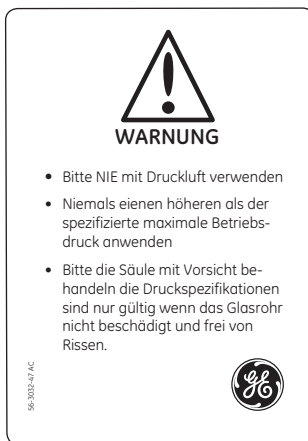 WARNUNG
• Bitte NIE mit Druckluft verwenden
• Niemals eienen höheren als der
spezifizierte maximale Betriebs-
druck anwenden
• Bitte die Säule mit Vorsicht be-
handeln die Druckspezifikationen
sind nur gültig wenn das Glasrohr
nicht beschädigt und frei von
Rissen.
56-3032-47 AC
GE